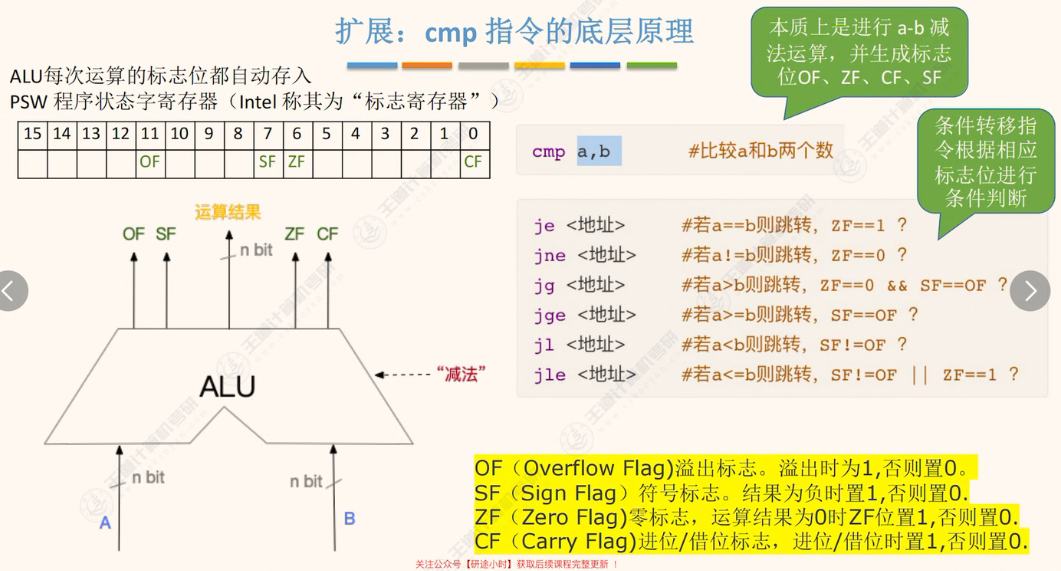 扩展：cmp 指令的底层原理
本质上是进行 a-b 减
法运算，并生成标志
位OF、ZF、CF、SF
ALU每次运算的标志位都自动存入
PSW 程序状态字寄存器（Intel 称其为“标志寄存器”）
15 14 13 12 11 10 9 8 7 6 5 4 3 2 1 0
OF SF ZF CF
cmp a,b #比较a和b两个数
条件转移指
令根据相应
标志位进行
条件判断
je <地址> #若a==b则跳转，ZF==1 ？
jne <地址> #若a!=b则跳转，ZF==0 ？
jg <地址> #若a>b则跳转，ZF==0 && SF==OF ？
jge <地址> #若a>=b则跳转，SF==OF ？
jl <地址> #若a<b则跳转，SF!=OF ？
jle <地址> #若a<=b则跳转，SF!=OF || ZF==1 ？
运算结果
OF SF ZF CF
n bit
ALU
“减法”
n bit
n bit
A
B
OF（Overflow Flag)溢出标志。溢出时为1,否则置0。
SF（Sign Flag）符号标志。结果为负时置1,否则置0.
ZF（Zero Flag)零标志，运算结果为0时ZF位置1,否则置0.
CF（Carry Flag)进位/借位标志，进位/借位时置1,否则置0.
关注公众号【研途小时】获取后续课程完整更新 ！
王道计算机考研